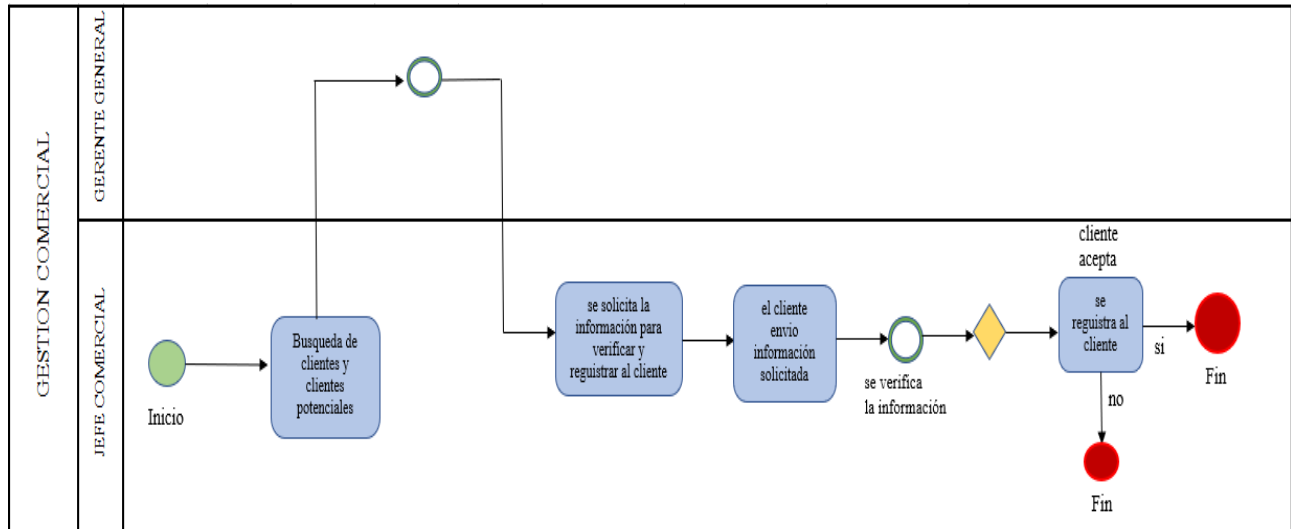 GESTION COMERCIAL
GERENTE GENERAL
JEFE COMERCIAL
Inicio
Busqueda de
clientes y
clientes
potenciales
se solicita la
información para
verificar y
reguistrar al cliente
el cliente
envio
información
solicitada
se verifica
la información
cliente
acepta
se
reguistra al
cliente
si
Fin
no
Fin